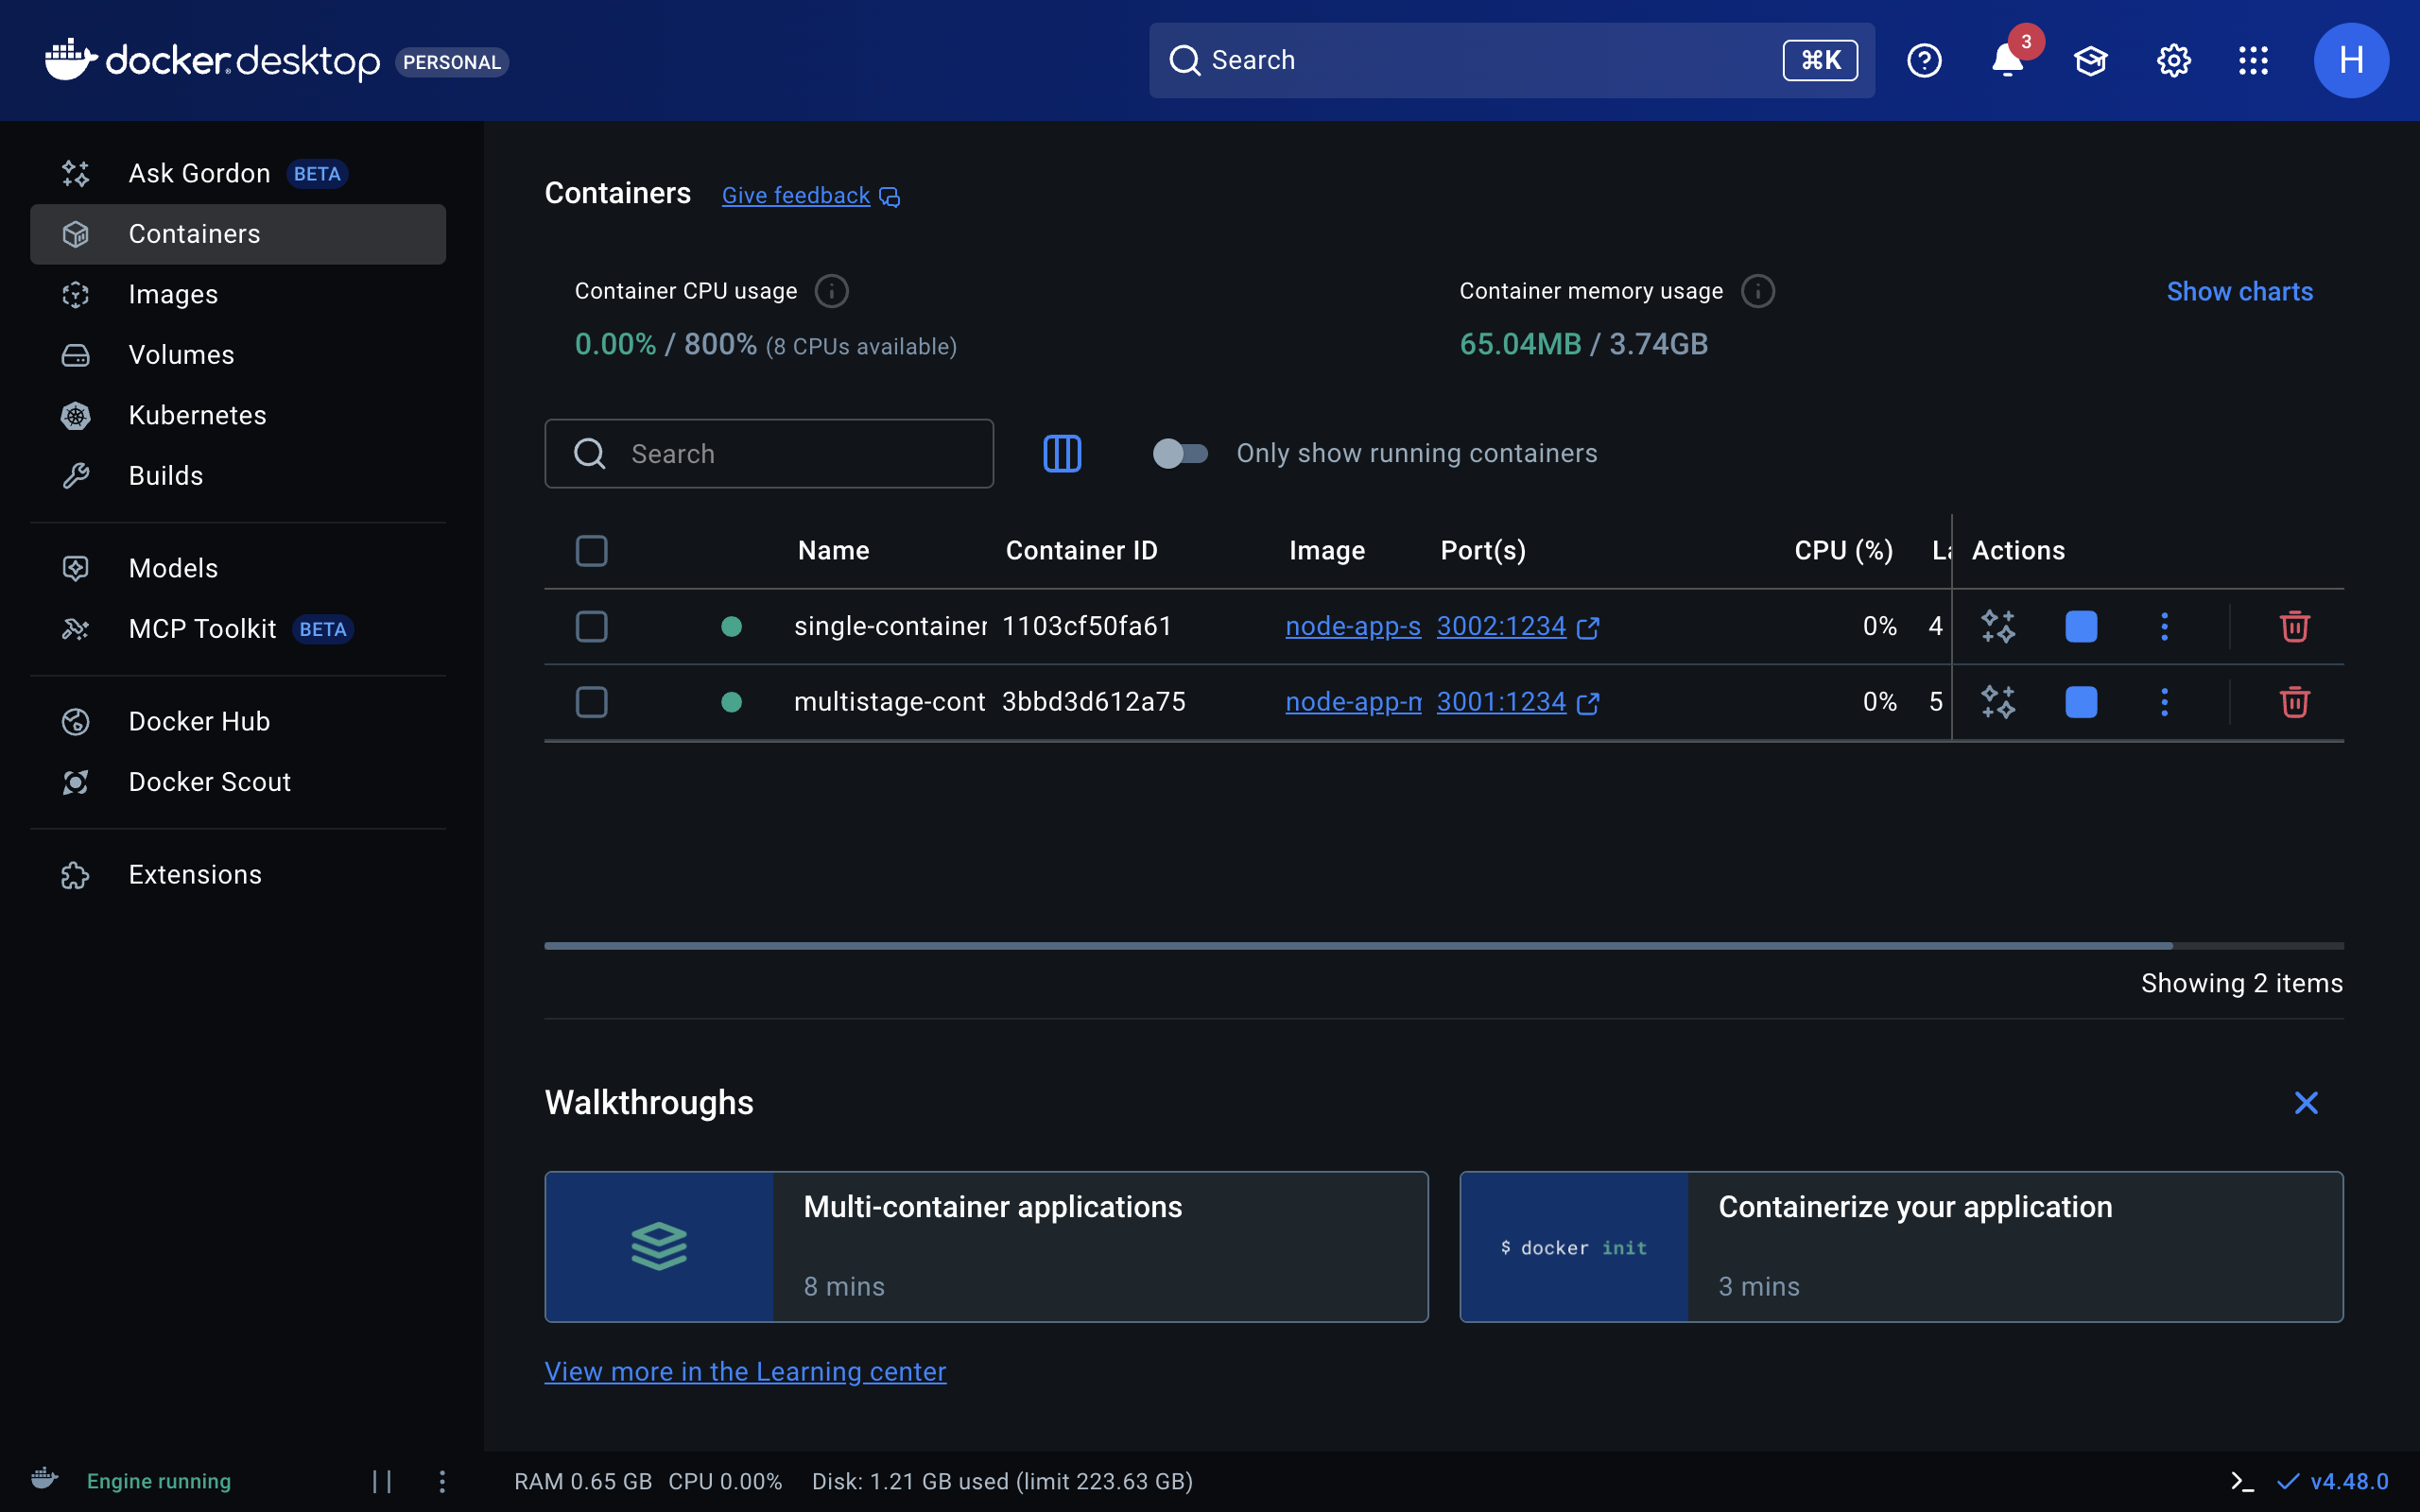 docker desktop PERSONAL
Search ⌘K
3
H
Ask Gordon BETA
Containers
Images
Volumes
Kubernetes
Builds
Models
MCP Toolkit BETA
Docker Hub
Docker Scout
Extensions
Containers Give feedback
Container CPU usage
0.00% / 800% (8 CPUs available)
Container memory usage
65.04MB / 3.74GB
Show charts
Search
Only show running containers
Name Container ID Image Port(s) CPU (%) La Actions
single-container 1103cf50fa61 node-app-s 3002:1234 0% 4
multistage-cont 3bbd3d612a75 node-app-m 3001:1234 0% 5
Showing 2 items
Walkthroughs
Multi-container applications
8 mins
$ docker init
Containerize your application
3 mins
View more in the Learning center
Engine running
RAM 0.65 GB CPU 0.00% Disk: 1.21 GB used (limit 223.63 GB)
v4.48.0